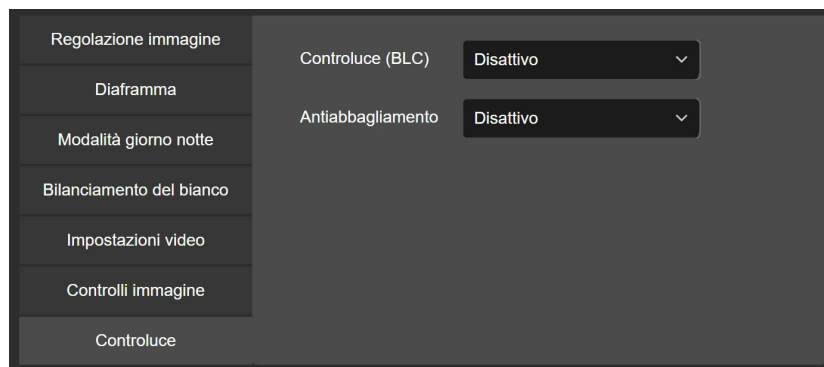 Regolazione immagine
Diaframma
Modalità giorno notte
Bilanciamento del bianco
Impostazioni video
Controlli immagine
Controluce
Controluce (BLC) Disattivo
Antiabbagliamento Disattivo